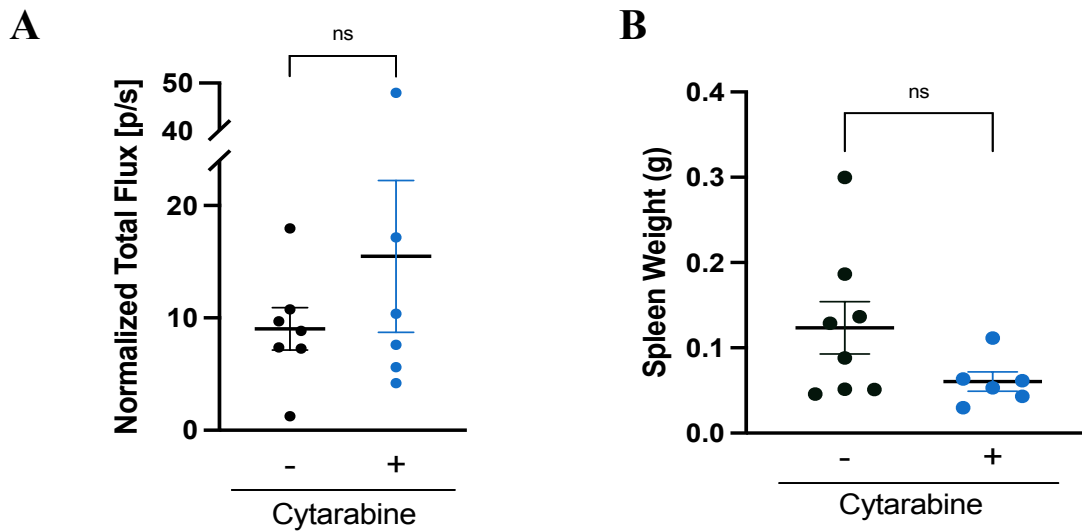 A
ns
Normalized Total Flux [p/s]
50
40
20
10
0
- +
Cytarabine
B
ns
Spleen Weight (g)
0.4
0.3
0.2
0.1
0.0
- +
Cytarabine